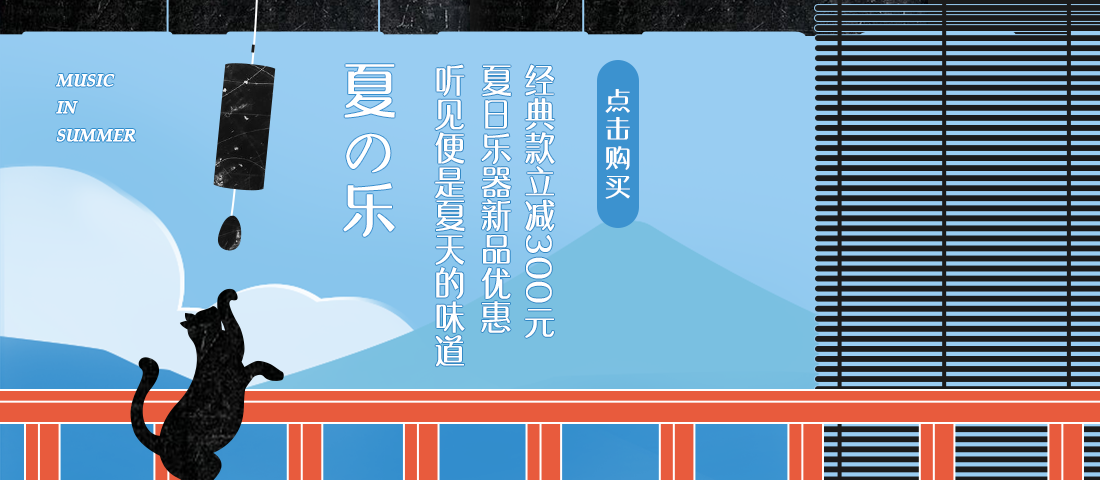 MUSIC
IN
SUMMER
夏の乐
听见便是夏天的味道
夏日乐器新品优惠
经典款立减300元
点击购买